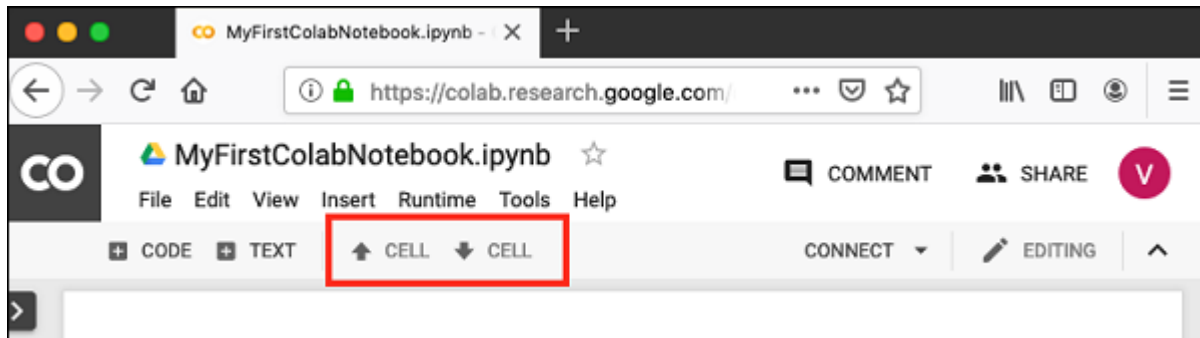 CO MyFirstColabNotebook.ipynb -
https://colab.research.google.com/
CO MyFirstColabNotebook.ipynb COMMENT SHARE V
File Edit View Insert Runtime Tools Help
CODE TEXT CELL CELL CONNECT EDITING